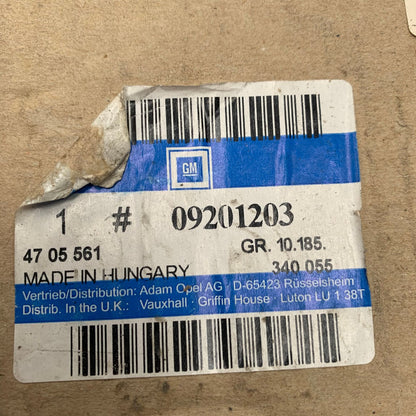 GM
1 # 09201203
47 05 561 GR. 10.185.
MADE IN HUNGARY 340 055
Vertrieb/Distribution: Adam Opel AG · D-65423 Rüsselsheim
Distrib. In the U.K.: Vauxhall · Griffin House · Luton LU 1 38T